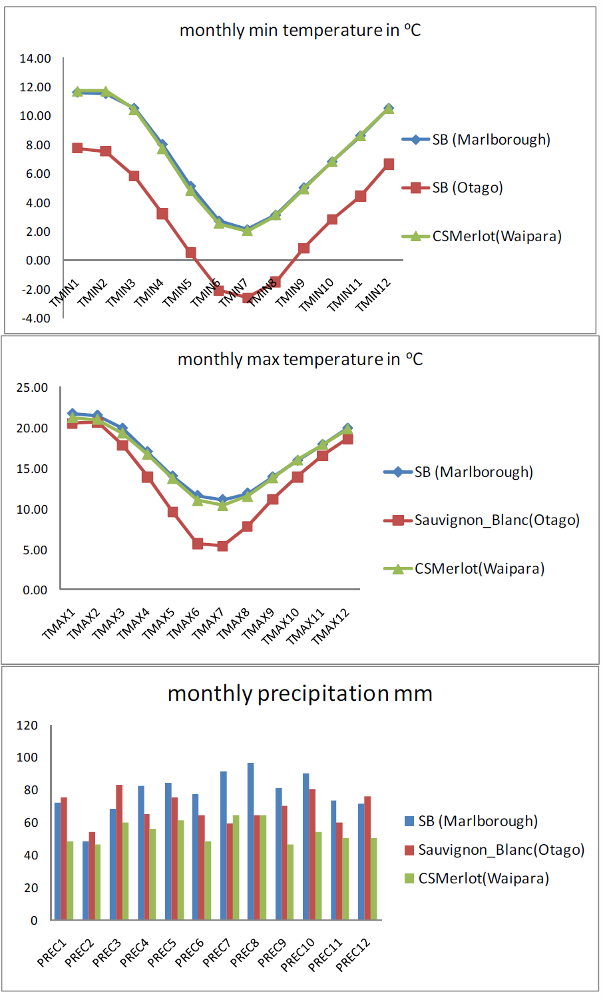 monthly min temperature in ºC
14.00
12.00
10.00
8.00
6.00
4.00
2.00
0.00
-2.00
-4.00
TMIN1
TMIN2
TMIN3
TMIN4
TMIN5
TMIN6
TMIN7
TMIN8
TMIN9
TMIN10
TMIN11
TMIN12
SB (Marlborough)
SB (Otago)
CSMerlot(Waipara)
monthly max temperature in ºC
25.00
20.00
15.00
10.00
5.00
0.00
TMAX1
TMAX2
TMAX3
TMAX4
TMAX5
TMAX6
TMAX7
TMAX8
TMAX9
TMAX10
TMAX11
TMAX12
SB (Marlborough)
Sauvignon_Blanc(Otago)
CSMerlot(Waipara)
monthly precipitation mm
120
100
80
60
40
20
0
PREC1
PREC2
PREC3
PREC4
PREC5
PREC6
PREC7
PREC8
PREC9
PREC10
PREC11
PREC12
SB (Marlborough)
Sauvignon_Blanc(Otago)
CSMerlot(Waipara)